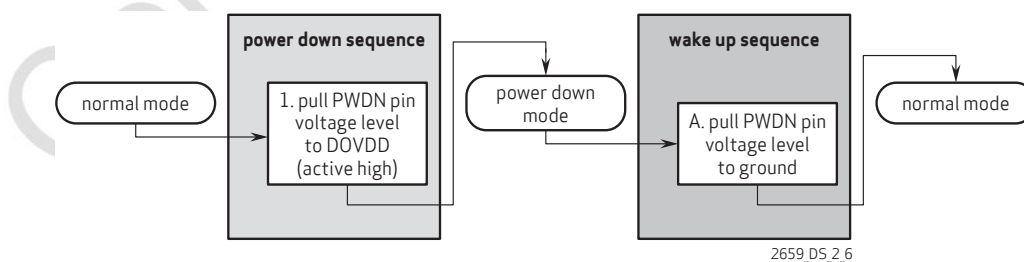 power down sequence
wake up sequence
normal mode
1. pull PWDN pin
voltage level
to DOVDD
(active high)
power down
mode
A. pull PWDN pin
voltage level
to ground
normal mode
2659_DS_2_6